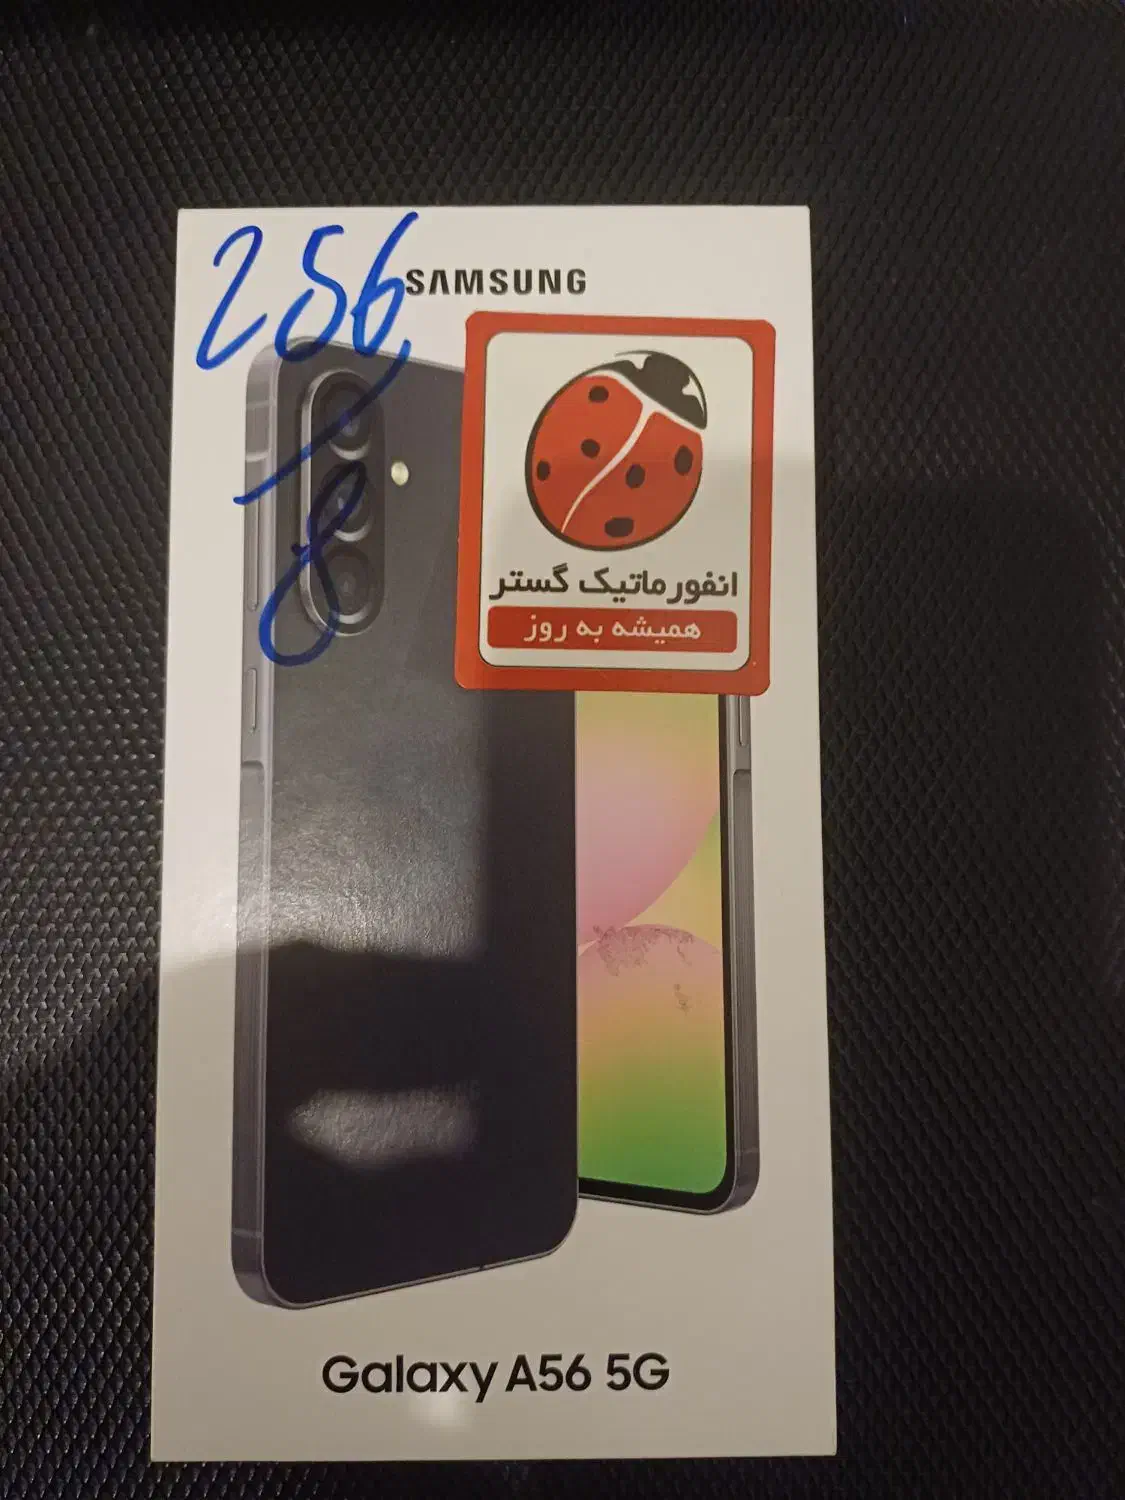 256
8
SAMSUNG
انفورماتیک گستر
همیشه به روز
Galaxy A56 5G